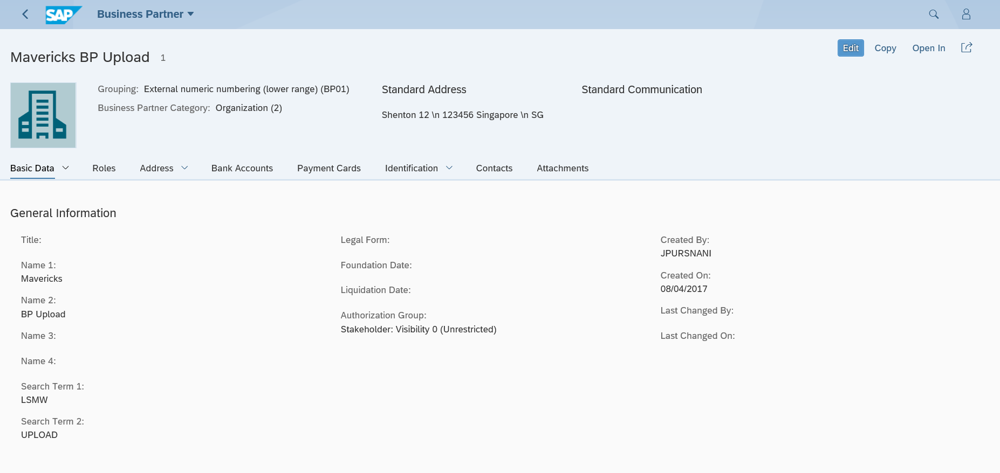 SAP Business Partner
Mavericks BP Upload 1
Edit Copy Open In
Grouping: External numeric numbering (lower range) (BP01)
Business Partner Category: Organization (2)
Standard Address
Shenton 12 \n 123456 Singapore \n SG
Standard Communication
Basic Data Roles Address Bank Accounts Payment Cards Identification Contacts Attachments
General Information
Title:
Name 1:
Mavericks
Name 2:
BP Upload
Name 3:
Name 4:
Search Term 1:
LSMW
Search Term 2:
UPLOAD
Legal Form:
Foundation Date:
Liquidation Date:
Authorization Group:
Stakeholder: Visibility 0 (Unrestricted)
Created By:
JPURSNANI
Created On:
08/04/2017
Last Changed By:
Last Changed On: